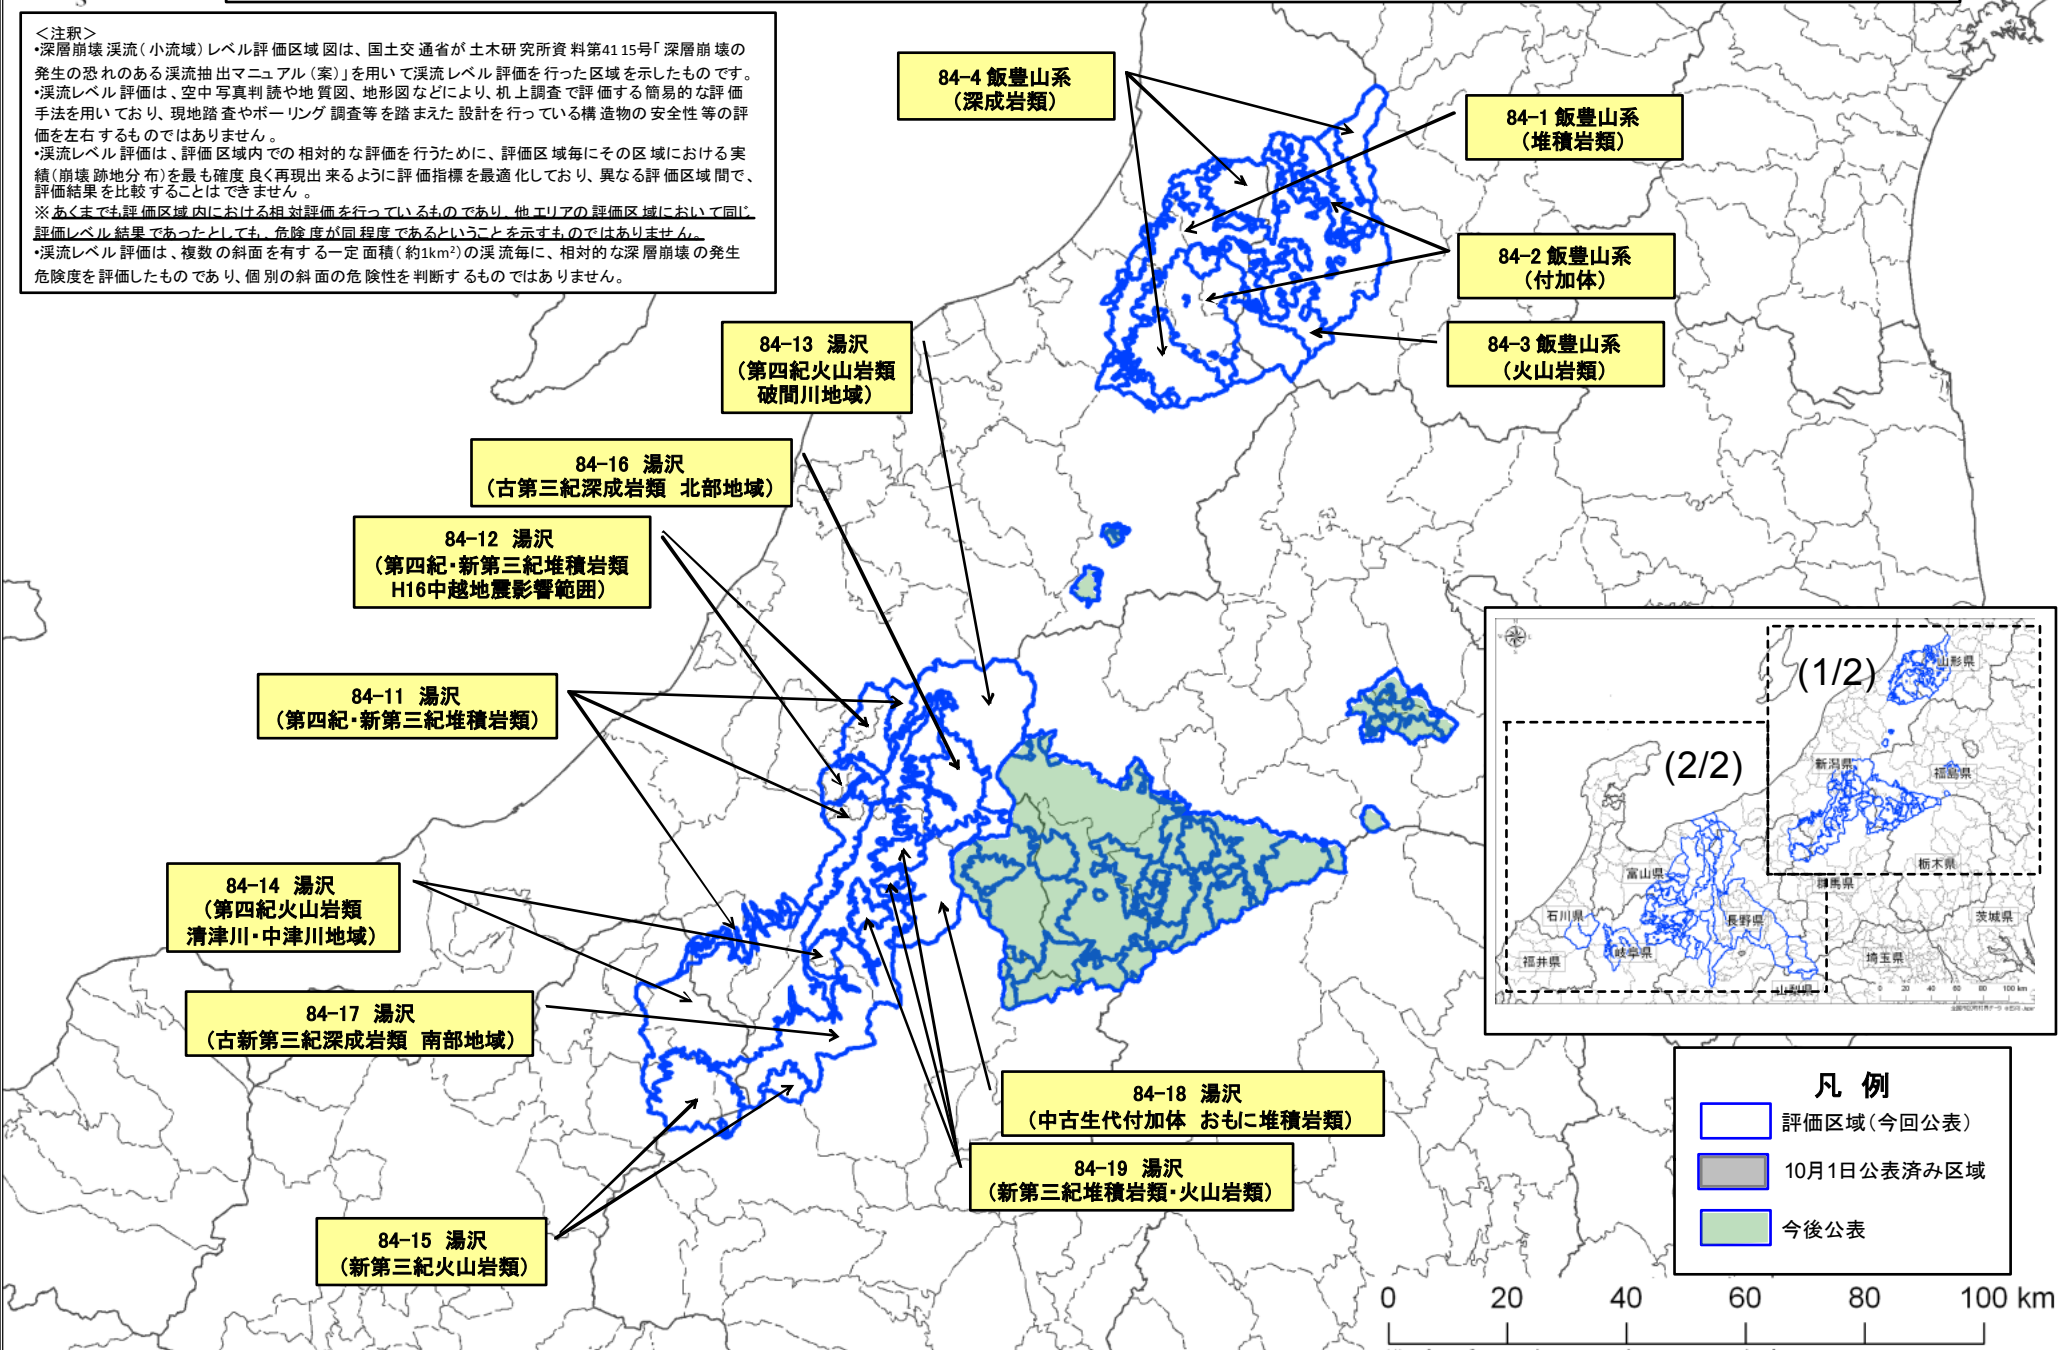 ＜注釈＞
・深層崩壊渓流（小流域）レベル評価区域図は、国土交通省が土木研究所資料第4115号「深層崩壊の
発生の恐れのある渓流抽出マニュアル（案）」を用いて渓流レベル評価を行った区域を示したものです。
・渓流レベル評価は、空中写真判読や地質図、地形図などにより、机上調査で評価する簡易的な評価
手法を用いており、現地踏査やボーリング調査等を踏まえた設計を行っている構造物の安全性等の評
価を左右するものではありません。
・渓流レベル評価は、評価区域内での相対的な評価を行うために、評価区域毎にその区域における実
績（崩壊跡地分布）を最も確度良く再現出来るように評価指標を最適化しており、異なる評価区域間で、
評価結果を比較することはできません。
※あくまでも評価区域内における相対評価を行っているものであり、他エリアの評価区域において同じ
評価レベル結果であったとしても、危険度が同程度であるということを示すものではありません。
・渓流レベル評価は、複数の斜面を有する一定面積（約1km²）の渓流毎に、相対的な深層崩壊の発生
危険度を評価したものであり、個別の斜面の危険性を判断するものではありません。
84-4 飯豊山系
（深成岩類）
84-1 飯豊山系
（堆積岩類）
84-2 飯豊山系
（付加体）
84-3 飯豊山系
（火山岩類）
84-13 湯沢
（第四紀火山岩類
破間川地域）
84-16 湯沢
（古第三紀深成岩類 北部地域）
84-12 湯沢
（第四紀・新第三紀堆積岩類
H16中越地震影響範囲）
84-11 湯沢
（第四紀・新第三紀堆積岩類）
84-14 湯沢
（第四紀火山岩類
清津川・中津川地域）
84-17 湯沢
（古新第三紀深成岩類 南部地域）
84-18 湯沢
（中古生代付加体 おもに堆積岩類）
84-19 湯沢
（新第三紀堆積岩類・火山岩類）
84-15 湯沢
（新第三紀火山岩類）
(1/2)
(2/2)
山形県
新潟県
福島県
富山県
栃木県
群馬県
石川県
長野県
茨城県
福井県
岐阜県
埼玉県
山梨県
0 20 40 60 80 100 km
凡 例
評価区域（今回公表）
10月1日公表済み区域
今後公表
0 20 40 60 80 100 km